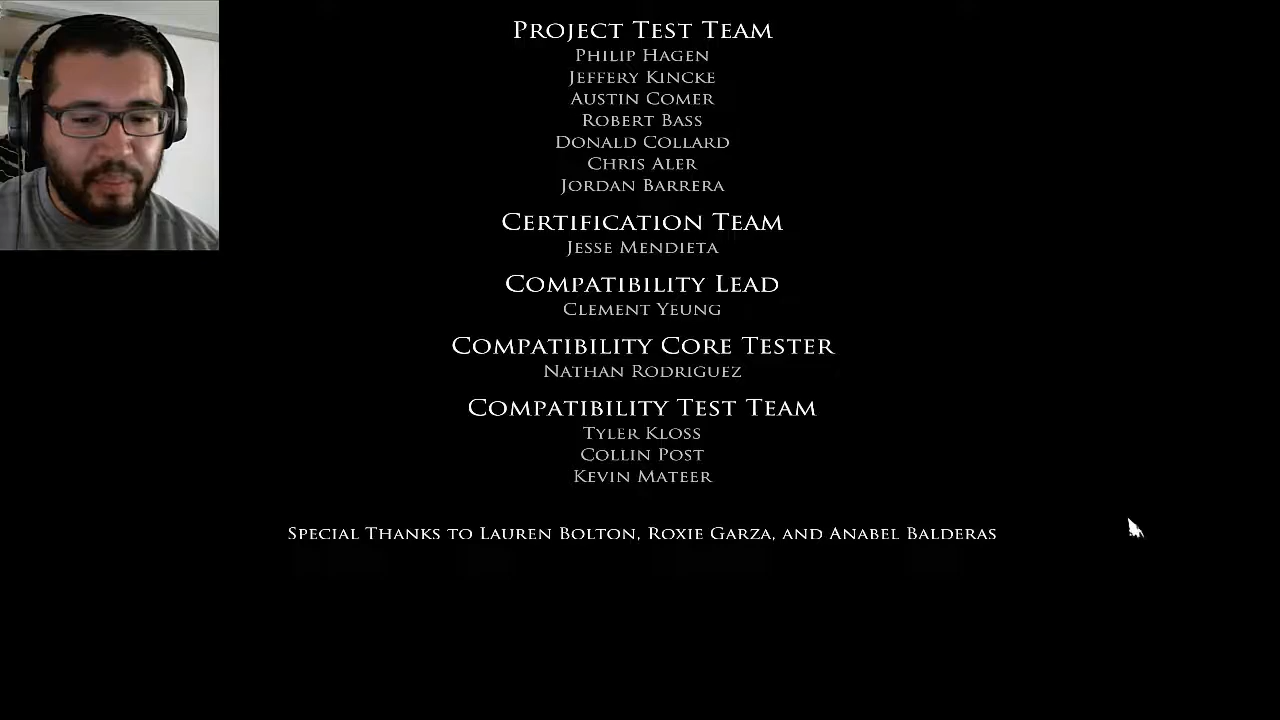 Project Test Team
Philip Hagen
Jeffery Kincke
Austin Comer
Robert Bass
Donald Collard
Chris Aler
Jordan Barrera
Certification Team
Jesse Mendieta
Compatibility Lead
Clement Yeung
Compatibility Core Tester
Nathan Rodriguez
Compatibility Test Team
Tyler Kloss
Collin Post
Kevin Mateer
Special Thanks to Lauren Bolton, Roxie Garza, and Anabel Balderas